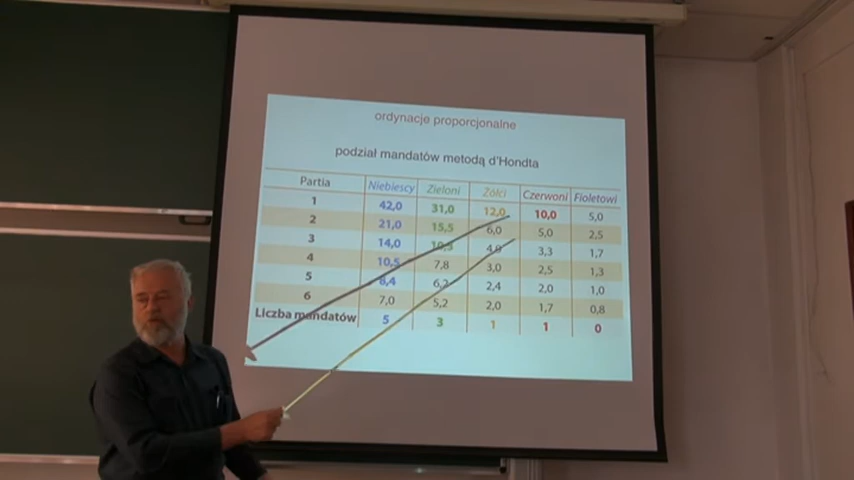 ordynacje proporcjonalne
podział mandatów metodą d'Hondta
Partia Niebiescy Zieloni Żółci Czerwoni Fioletowi
1 42,0 31,0 12,0 10,0 5,0
2 21,0 15,5 6,0 5,0 2,5
3 14,0 10,3 4,0 3,3 1,7
4 10,5 7,8 3,0 2,5 1,3
5 8,4 6,2 2,4 2,0 1,0
6 7,0 5,2 2,0 1,7 0,8
Liczba mandatów 5 3 1 1 0